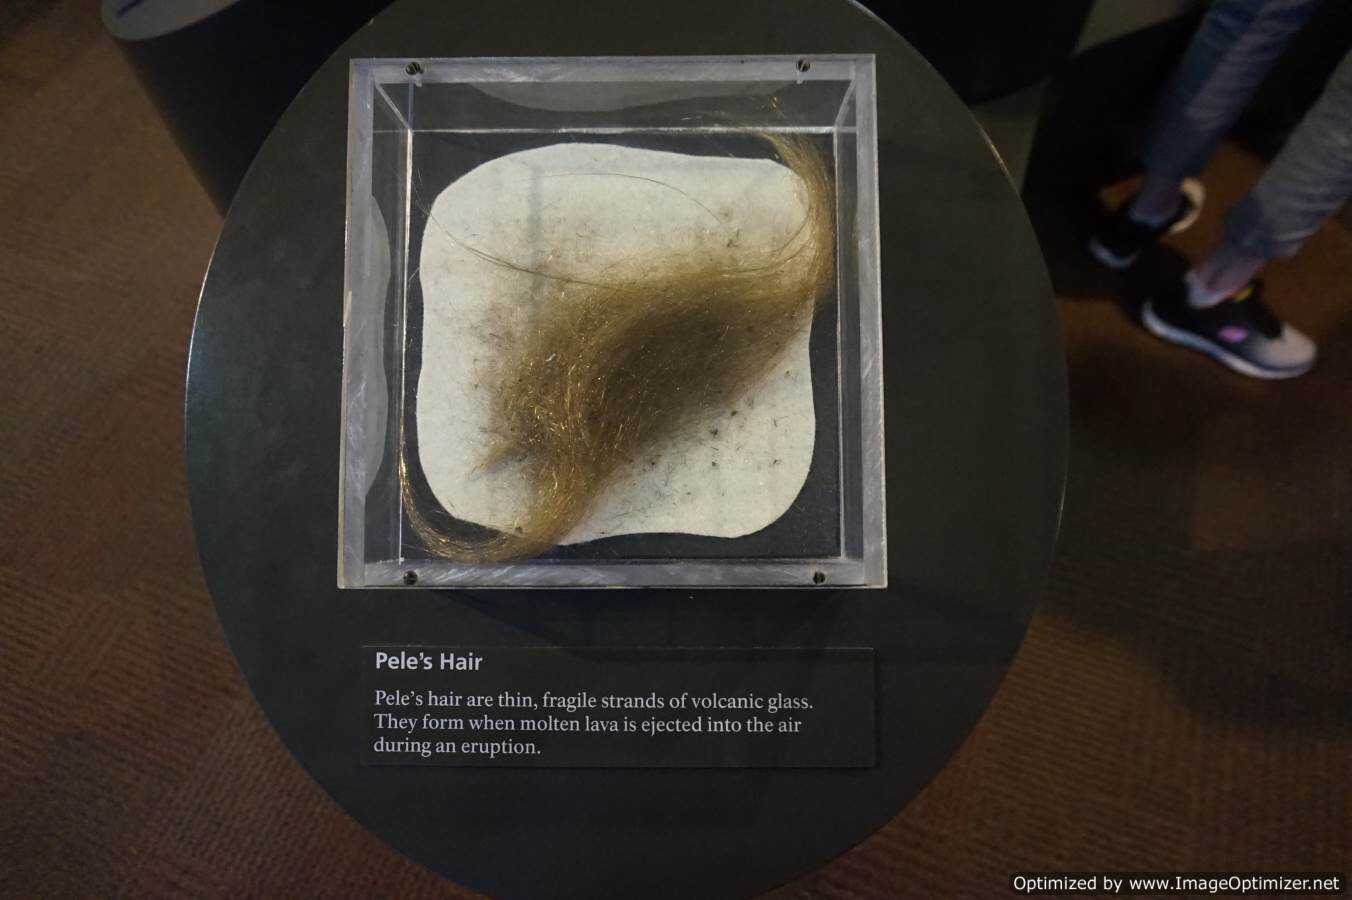 Pele's Hair
Pele's hair are thin, fragile strands of volcanic glass.
They form when molten lava is ejected into the air
during an eruption.
Optimized by www.ImageOptimizer.net